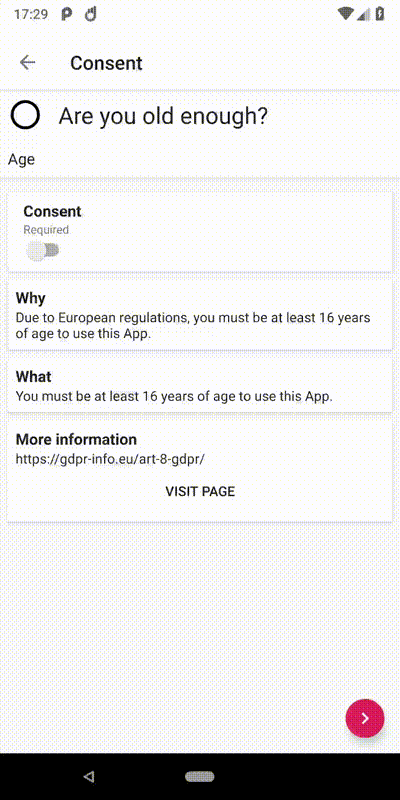 17:29
Consent
Are you old enough?
Age
Consent
Required
Why
Due to European regulations, you must be at least 16 years
of age to use this App.
What
You must be at least 16 years of age to use this App.
More information
https://gdpr-info.eu/art-8-gdpr/
VISIT PAGE